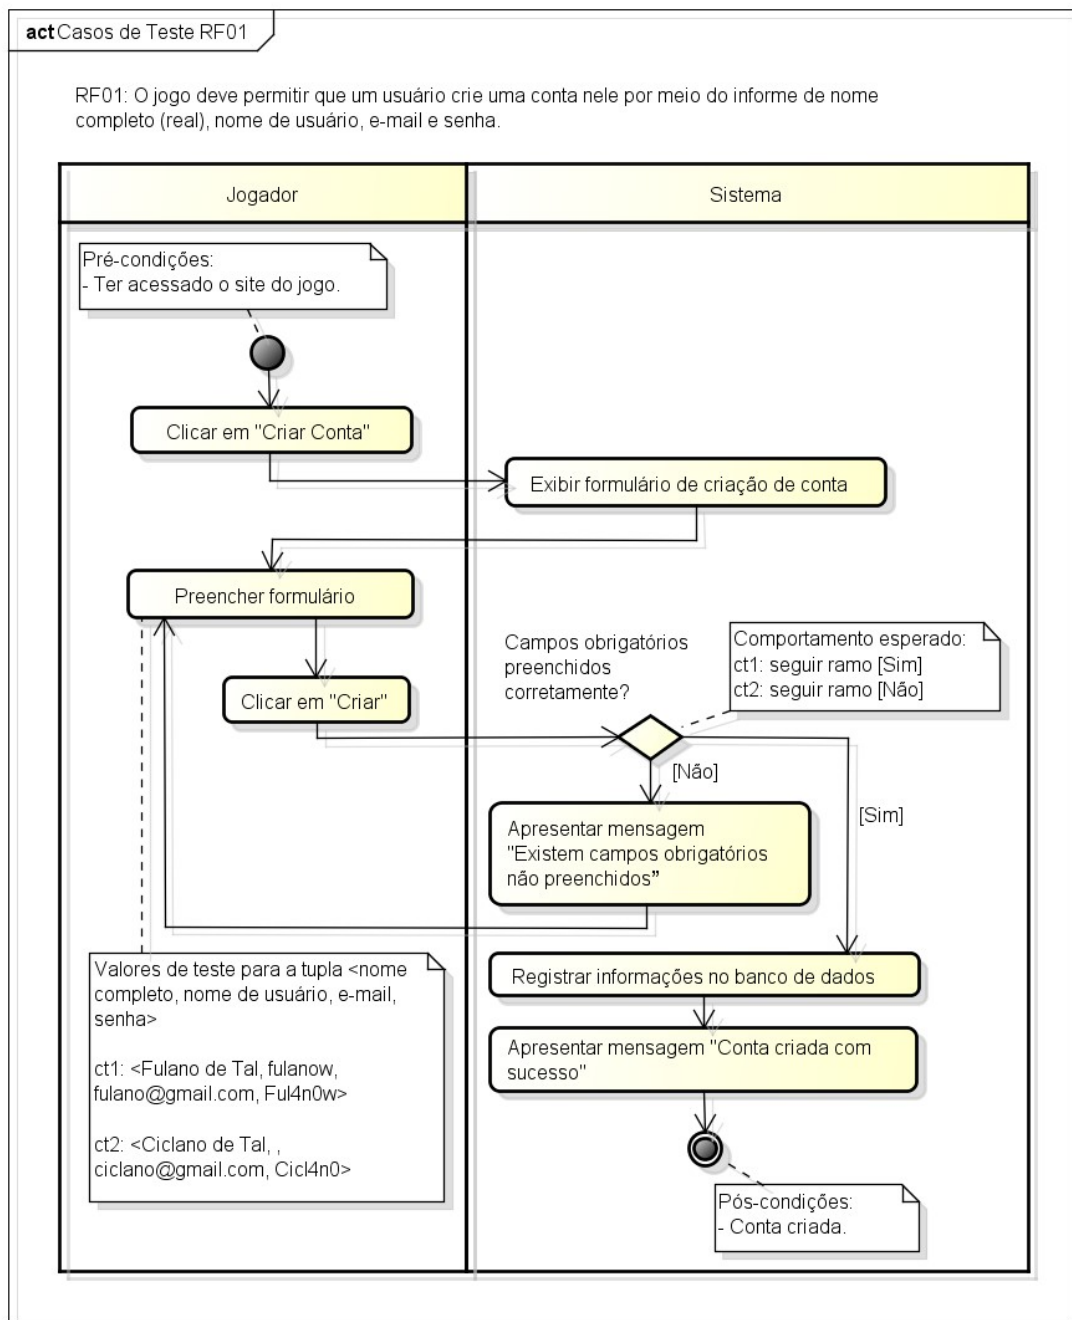 act Casos de Teste RF01
RF01: O jogo deve permitir que um usuário crie uma conta nele por meio do informe de nome
completo (real), nome de usuário, e-mail e senha.
Jogador
Sistema
Pré-condições:
- Ter acessado o site do jogo.
Clicar em "Criar Conta"
Exibir formulário de criação de conta
Preencher formulário
Clicar em "Criar"
Campos obrigatórios
preenchidos
corretamente?
Comportamento esperado:
ct1: seguir ramo [Sim]
ct2: seguir ramo [Não]
[Não]
[Sim]
Apresentar mensagem
"Existem campos obrigatórios
não preenchidos”
Valores de teste para a tupla <nome
completo, nome de usuário, e-mail,
senha>
ct1: <Fulano de Tal, fulanow,
fulano@gmail.com, Ful4n0w>
ct2: <Ciclano de Tal, ,
ciclano@gmail.com, Cicl4n0>
Registrar informações no banco de dados
Apresentar mensagem "Conta criada com
sucesso"
Pós-condições:
- Conta criada.